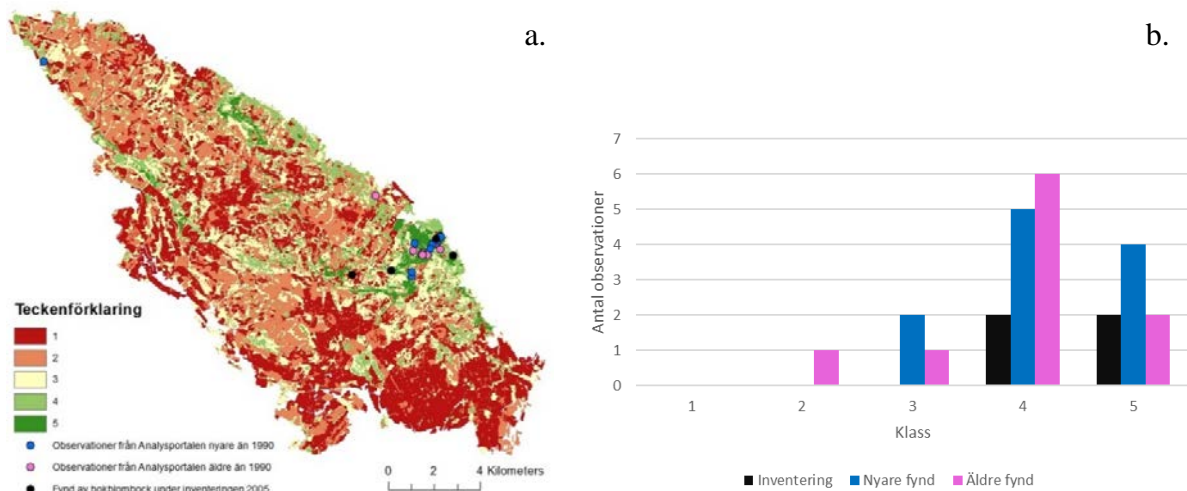 a.
b.
Teckenförklaring
1
2
3
4
5
Observationer från Analysportalen nyare än 1990
Observationer från Analysportalen äldre än 1990
Fynd av bokblombock under inventeringen 2005
0 2 4 Kilometers
Antal observationer
7
6
5
4
3
2
1
0
1 2 3 4 5
Klass
Inventering Nyare fynd Äldre fynd